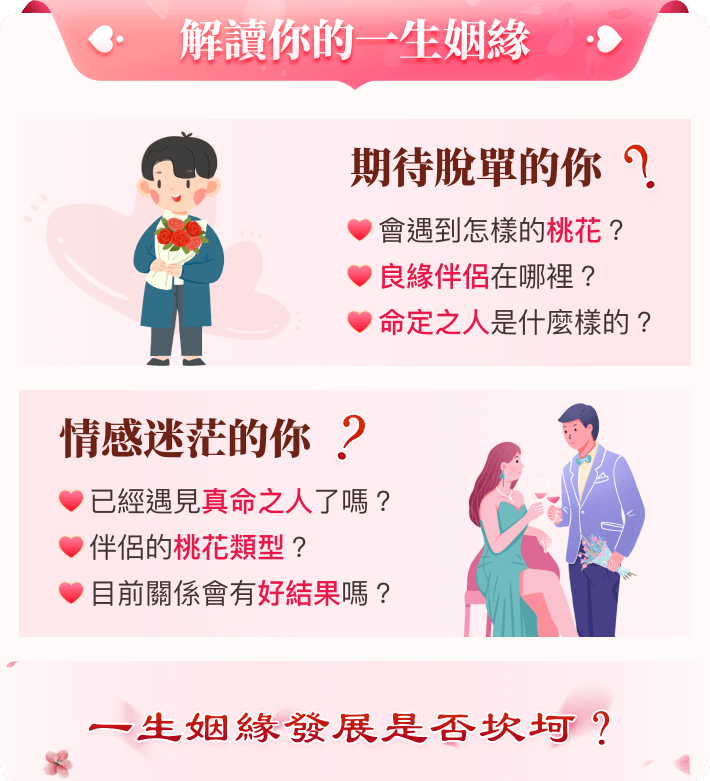 解讀你的一生姻緣
期待脫單的你？
會遇到怎樣的桃花？
良緣伴侶在哪裡？
命定之人是什麼樣的？
情感迷茫的你？
已經遇見真命之人了嗎？
伴侶的桃花類型？
目前關係會有好結果嗎？
一生姻緣發展是否坎坷？